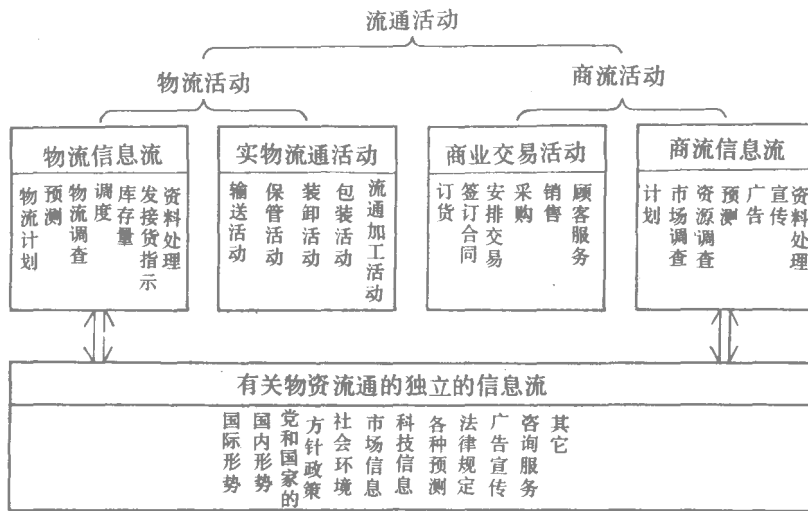 流通活动
物流活动
商流活动
物流信息流
物流计划
预测
物流调查
调度
库存量
发接货指示
资料处理
实物流通活动
输送活动
保管活动
装卸活动
包装活动
流通加工活动
商业交易活动
订货
签订合同
安排交易
采购
销售
顾客服务
商流信息流
计划
市场调查
资源调查
预测
广告
宣传
资料处理
有关物资流通的独立的信息流
国际形势
国内形势
党和国家的
方针政策
社会环境
市场信息
科技信息
各种预测
法律规定
广告宣传
咨询服务
其它